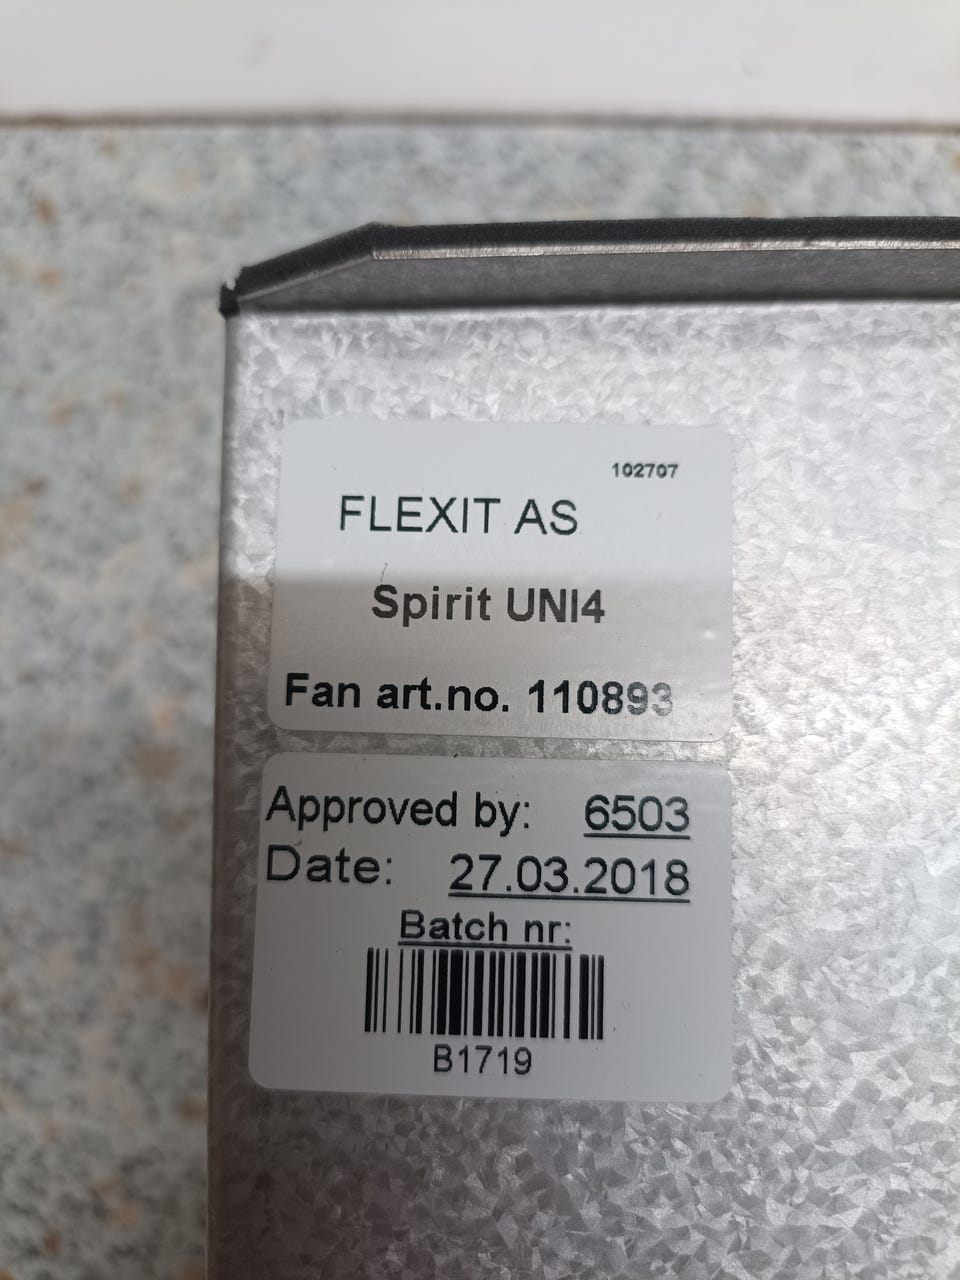 102707
FLEXIT AS
Spirit UNI4
Fan art.no. 110893
Approved by: 6503
Date: 27.03.2018
Batch nr:
B1719